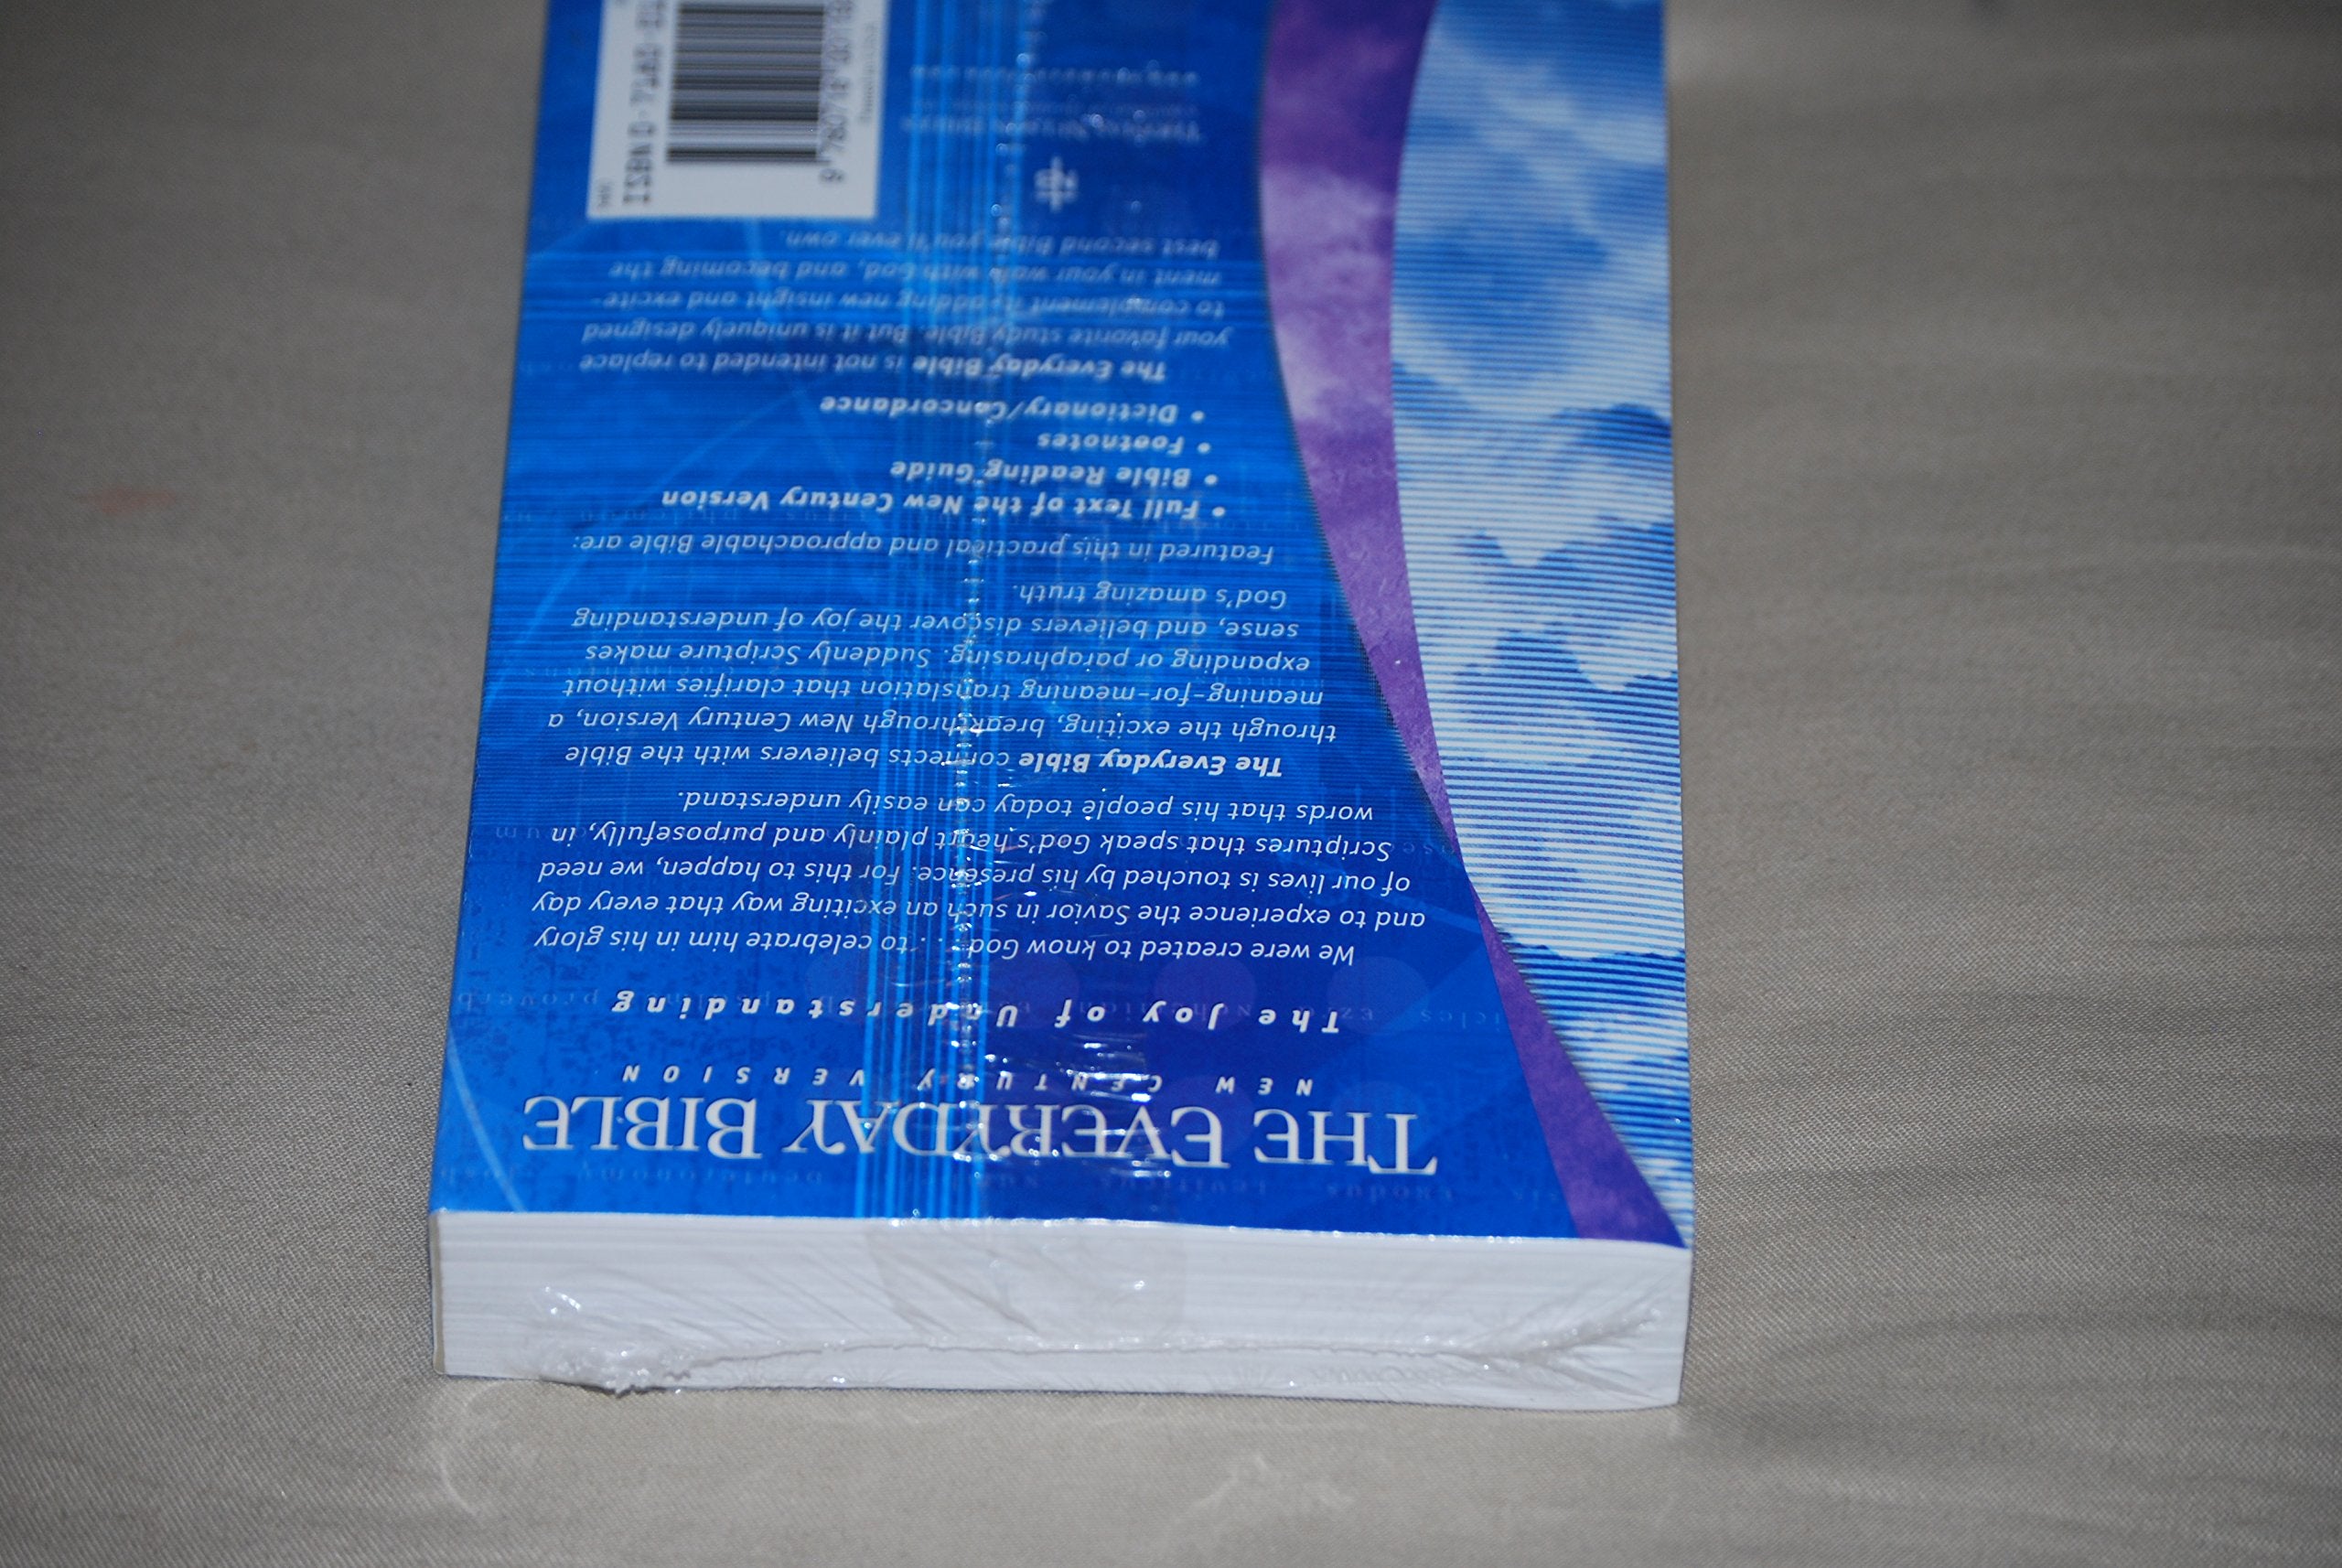 THE EVERYDAY BIBLE
NEW CENTURY VERSION
The Joy of Understanding
We were created to know God . . . to celebrate him in his glory
and to experience the Savior in such an exciting way that every day
of our lives is touched by his presence. For this to happen, we need
Scriptures that speak God's heart plainly and purposefully, in
words that his people today can easily understand.
The Everyday Bible connects believers with the Bible
through the exciting, breakthrough New Century Version, a
meaning-for-meaning translation that clarifies without
expanding or paraphrasing. Suddenly Scripture makes
sense, and believers discover the joy of understanding
God's amazing truth.
Featured in this practical and approachable Bible are:
• Full Text of the New Century Version
• Bible Reading Guide
• Footnotes
• Dictionary/Concordance
The Everyday Bible is not intended to replace
your favorite study Bible. But it is uniquely designed
to complement it, adding new insight and excite-
ment in your walk with God, and becoming the
best second Bible you'll ever own.
ISBN 0-7180-
9 780718